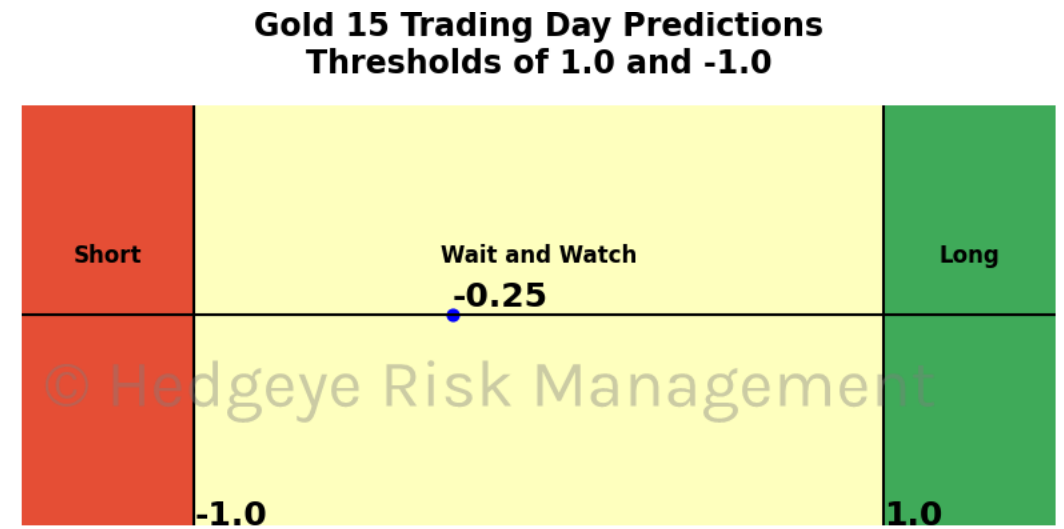 Gold 15 Trading Day Predictions
Thresholds of 1.0 and -1.0
Short
Wait and Watch
Long
-0.25
© Hedgeye Risk Management
-1.0
1.0